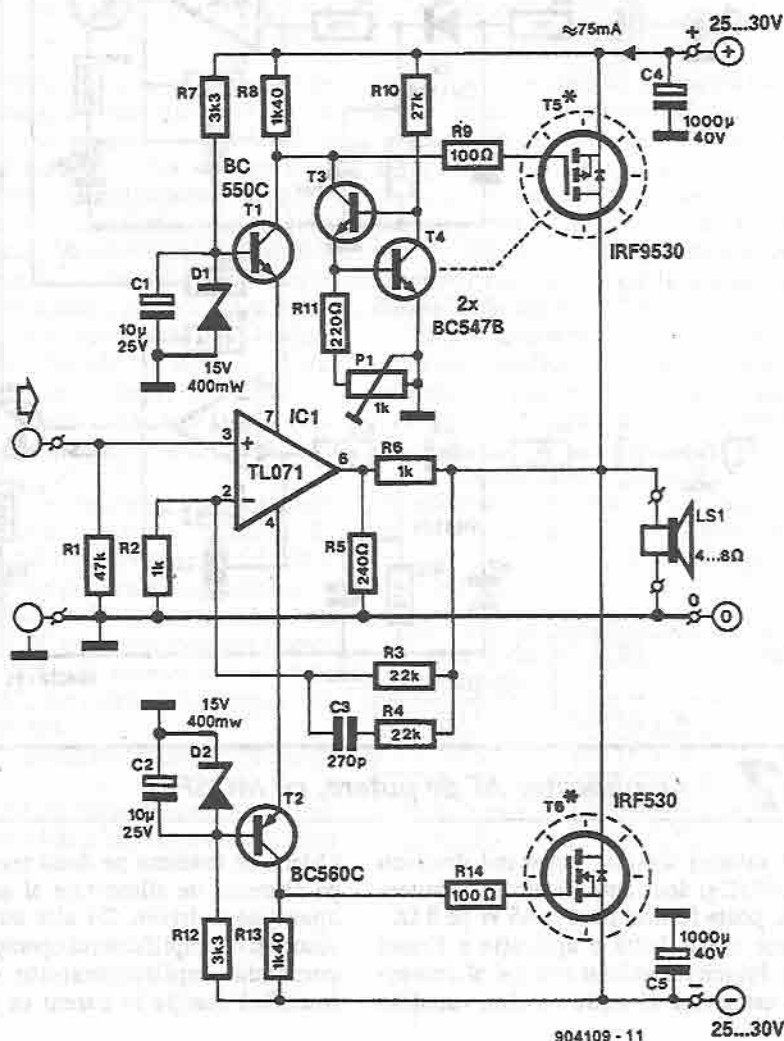 ≈75mA
+
25...30V
+
R7
3k3
R8
1k40
R10
27k
C4
1000μ
40V
T5*
R9
100Ω
BC
550C
T3
T1
T4
IRF9530
C1
10μ
25V
D1
15V
400mW
R11
220Ω
2x
BC547B
P1
1k
7
IC1
3
+
TL071
6
R6
1k
2
-
4
R1
47k
R2
1k
R5
240Ω
LS1
4...8Ω
0
0
R3
22k
C3
270p
R4
22k
15V
400mw
C2
10μ
25V
D2
T2
BC560C
T6*
IRF530
R14
100Ω
R12
3k3
R13
1k40
1000μ
40V
C5
-
-
25...30V
904109 - 11